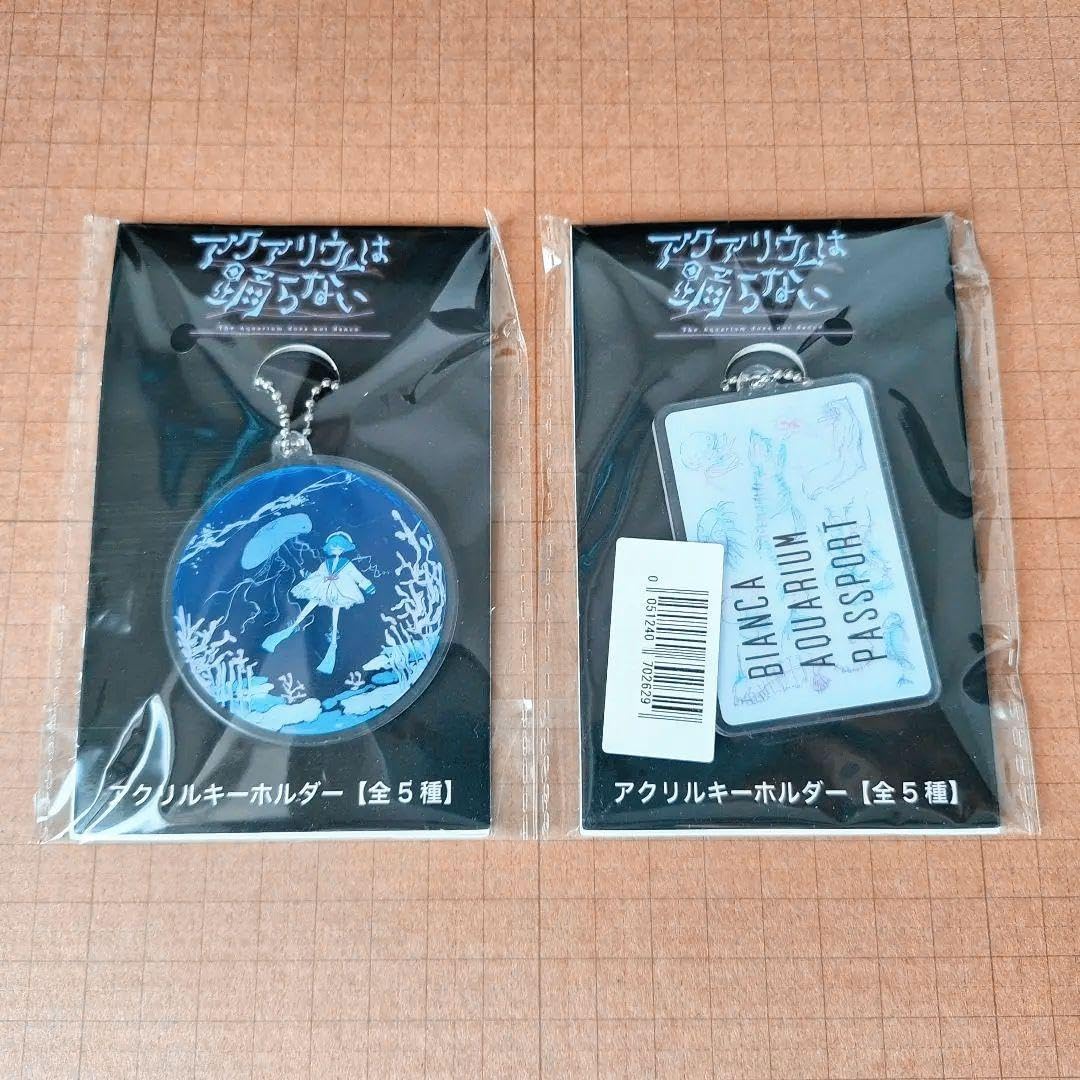 アクアリウムは
踊らない
The Aquarium does not dance
アクリルキーホルダー【全5種】
アクアリウムは
踊らない
The Aquarium does not dance
BIANCA
AQUARIUM
PASSPORT
0 051240 702629
アクリルキーホルダー【全5種】